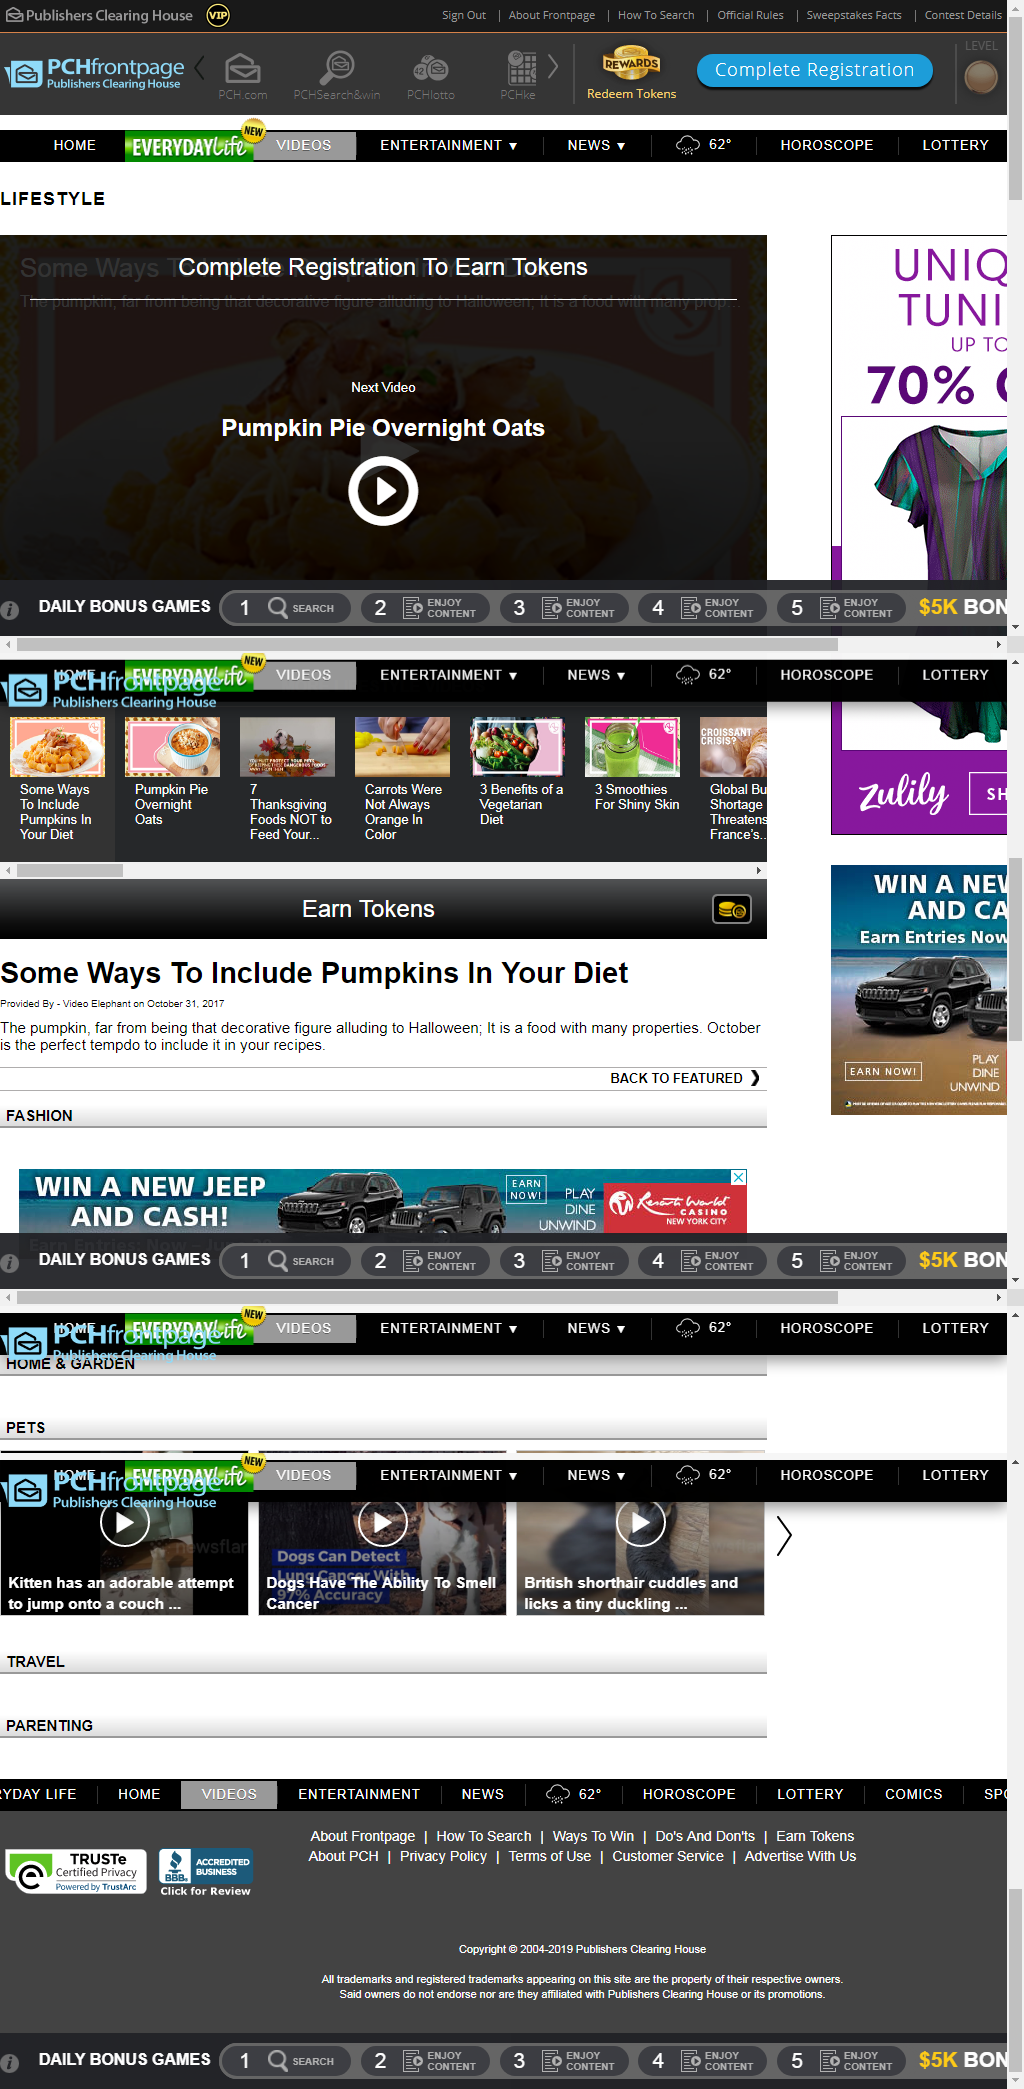 Publishers Clearing House VIP
Sign Out | About Frontpage | How To Search | Official Rules | Sweepstakes Facts | Contest Details
PCHfrontpage
Publishers Clearing House
PCH.com PCHSearch&win PCHlotto PCHke
REWARDS
Redeem Tokens
Complete Registration
LEVEL
HOME EVERYDAY Life NEW VIDEOS ENTERTAINMENT ▼ NEWS ▼ 62° HOROSCOPE LOTTERY
LIFESTYLE
Complete Registration To Earn Tokens
The pumpkin, far from being that decorative figure alluding to Halloween; It is a food with many prop...
Next Video
Pumpkin Pie Overnight Oats
UNIQ
TUNI
UP TO
70%
DAILY BONUS GAMES 1 SEARCH 2 ENJOY CONTENT 3 ENJOY CONTENT 4 ENJOY CONTENT 5 ENJOY CONTENT $5K BON
HOME EVERYDAY Life NEW VIDEOS ENTERTAINMENT ▼ NEWS ▼ 62° HOROSCOPE LOTTERY
PCHfrontpage
Publishers Clearing House
Some Ways To Include Pumpkins In Your Diet
Pumpkin Pie Overnight Oats
7 Thanksgiving Foods NOT to Feed Your...
Carrots Were Not Always Orange In Color
3 Benefits of a Vegetarian Diet
3 Smoothies For Shiny Skin
CROISSANT CRISIS?
Global Bu Shortage Threatens France's..
zulily SH
Earn Tokens
WIN A NEW
AND CA
Earn Entries Now
Jeep
EARN NOW!
PLAY
DINE
UNWIND
Some Ways To Include Pumpkins In Your Diet
Provided By - Video Elephant on October 31, 2017
The pumpkin, far from being that decorative figure alluding to Halloween; It is a food with many properties. October
is the perfect tempdo to include it in your recipes.
BACK TO FEATURED
FASHION
WIN A NEW JEEP
AND CASH!
EARN NOW!
PLAY
DINE
UNWIND
Resorts World
CASINO
NEW YORK CITY
DAILY BONUS GAMES 1 SEARCH 2 ENJOY CONTENT 3 ENJOY CONTENT 4 ENJOY CONTENT 5 ENJOY CONTENT $5K BON
HOME EVERYDAY Life NEW VIDEOS ENTERTAINMENT ▼ NEWS ▼ 62° HOROSCOPE LOTTERY
PCHfrontpage
Publishers Clearing House
HOME & GARDEN
PETS
HOME EVERYDAY Life NEW VIDEOS ENTERTAINMENT ▼ NEWS ▼ 62° HOROSCOPE LOTTERY
PCHfrontpage
Publishers Clearing House
newsflar
Dogs Can Detect
Lung Cancer With
97% Accuracy
Kitten has an adorable attempt
to jump onto a couch ...
Dogs Have The Ability To Smell
Cancer
British shorthair cuddles and
licks a tiny duckling ...
TRAVEL
PARENTING
RYDAY LIFE HOME VIDEOS ENTERTAINMENT NEWS 62° HOROSCOPE LOTTERY COMICS SPO
About Frontpage | How To Search | Ways To Win | Do's And Don'ts | Earn Tokens
About PCH | Privacy Policy | Terms of Use | Customer Service | Advertise With Us
TRUSTe
Certified Privacy
Powered by TrustArc
BBB.
ACCREDITED
BUSINESS
Click for Review
Copyright © 2004-2019 Publishers Clearing House
All trademarks and registered trademarks appearing on this site are the property of their respective owners.
Said owners do not endorse nor are they affiliated with Publishers Clearing House or its promotions.
DAILY BONUS GAMES 1 SEARCH 2 ENJOY CONTENT 3 ENJOY CONTENT 4 ENJOY CONTENT 5 ENJOY CONTENT $5K BON